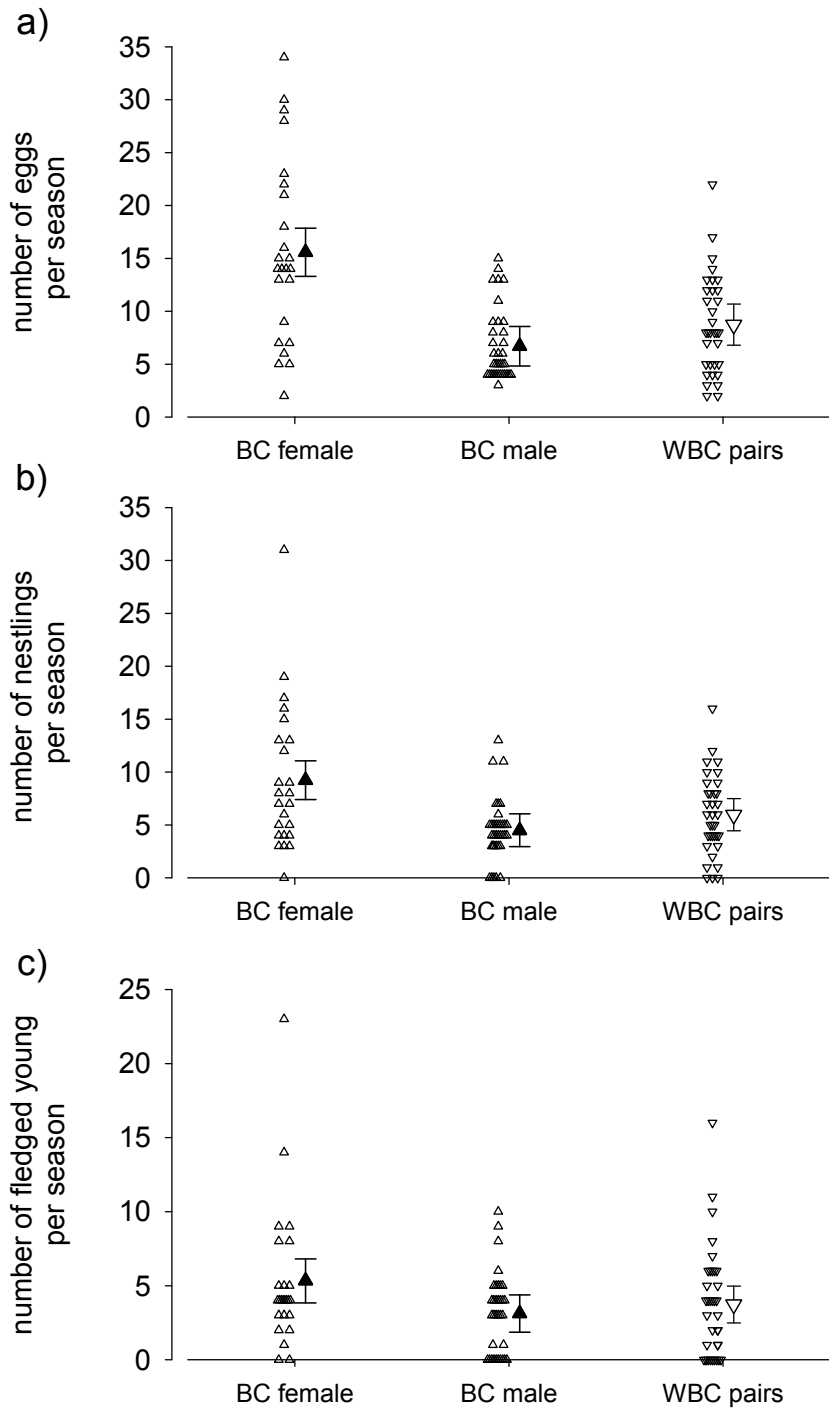 a)
number of eggs
per season
35
30
25
20
15
10
5
0
BC female BC male WBC pairs
b)
number of nestlings
per season
35
30
25
20
15
10
5
0
BC female BC male WBC pairs
c)
number of fledged young
per season
25
20
15
10
5
0
BC female BC male WBC pairs